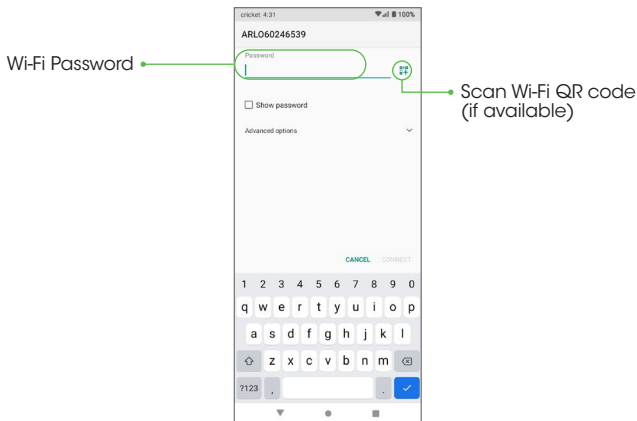 cricket 4:31 100%
ARLO60246539
Password
Wi-Fi Password
Scan Wi-Fi QR code
(if available)
Show password
Advanced options
CANCEL CONNECT
1 2 3 4 5 6 7 8 9 0
q w e r t y u i o p
a s d f g h j k l
z x c v b n m
?123 , .